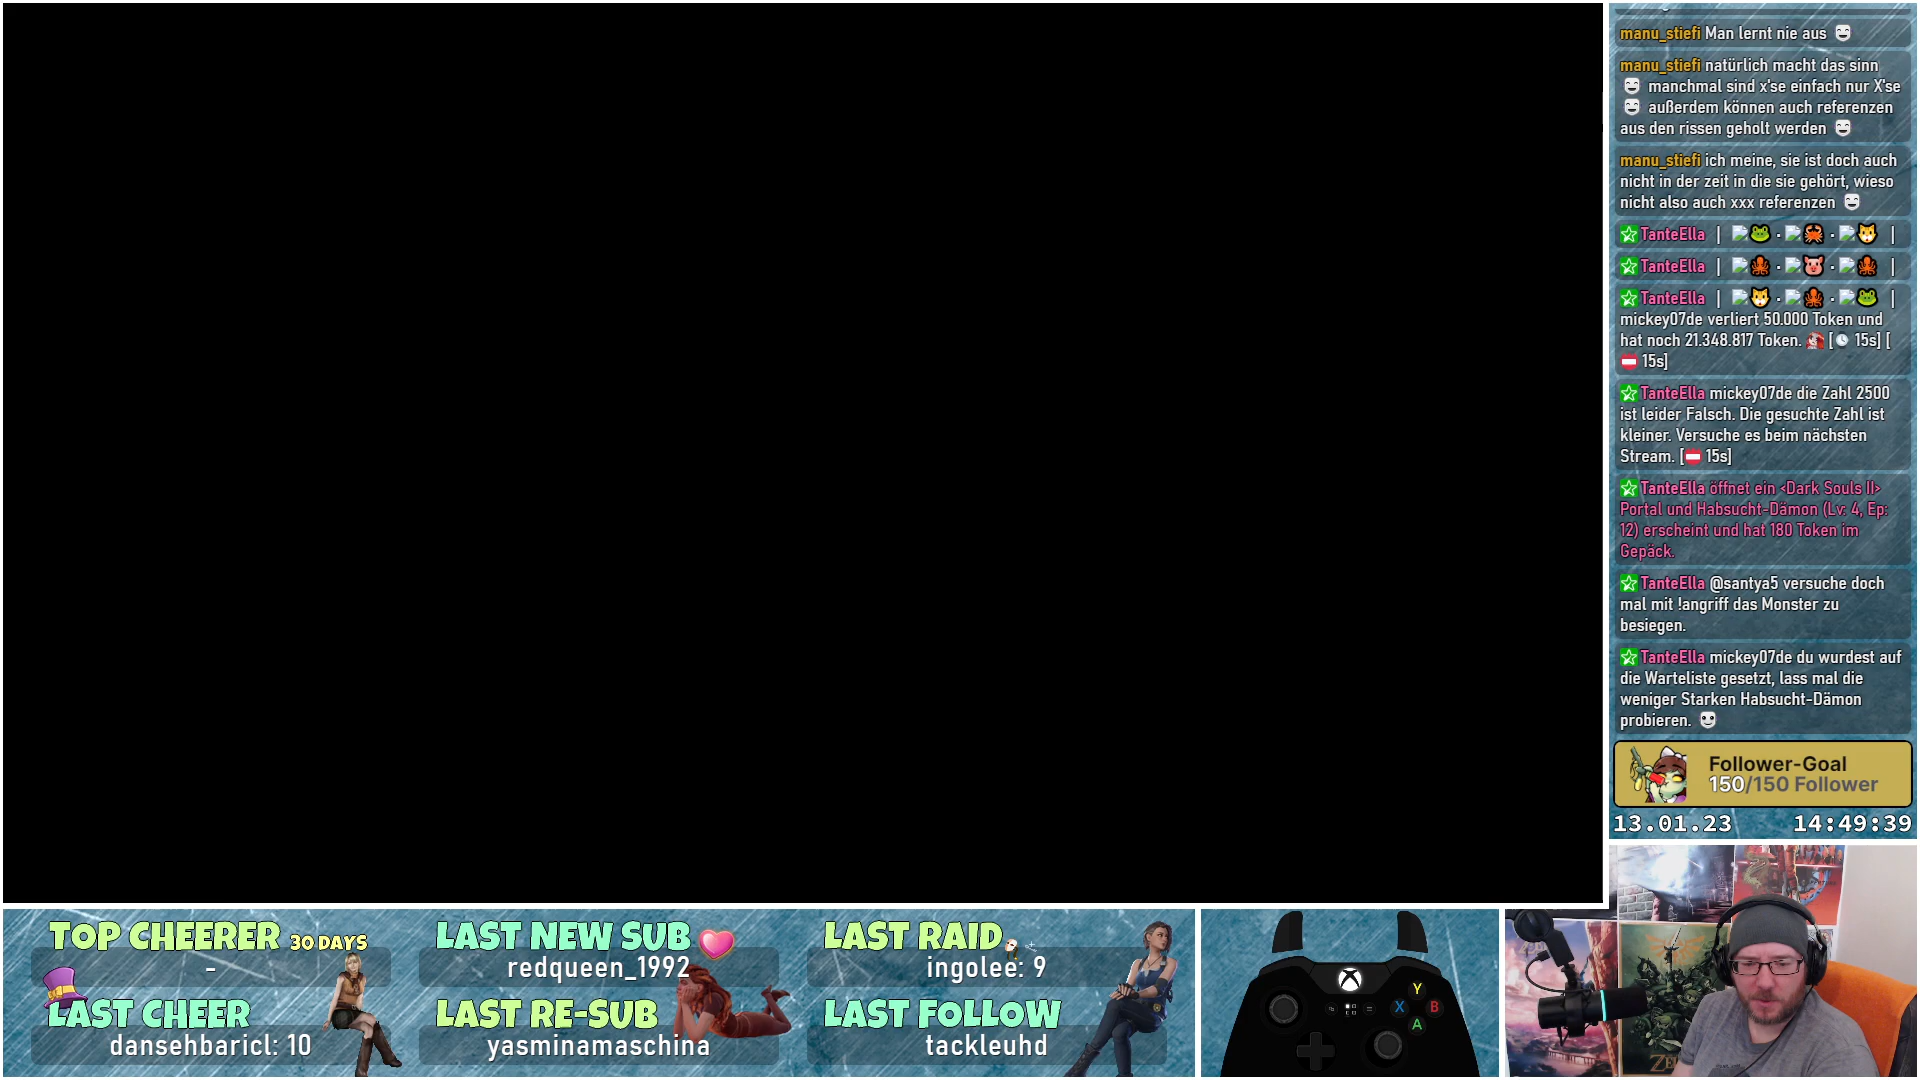 manu_stiefi Man lernt nie aus
manu_stiefi natürlich macht das sinn
manchmal sind x'se einfach nur X'se
außerdem können auch referenzen
aus den rissen geholt werden
manu_stiefi ich meine, sie ist doch auch
nicht in der zeit in die sie gehört, wieso
nicht also auch xxx referenzen
TanteElla | · · |
TanteElla | · · |
TanteElla | · · |
mickey07de verliert 50.000 Token und
hat noch 21.348.817 Token. [ 15s] [
15s]
TanteElla mickey07de die Zahl 2500
ist leider Falsch. Die gesuchte Zahl ist
kleiner. Versuche es beim nächsten
Stream. [ 15s]
TanteElla öffnet ein <Dark Souls II>
Portal und Habsucht-Dämon (Lv: 4, Ep:
12) erscheint und hat 180 Token im
Gepäck.
TanteElla @santya5 versuche doch
mal mit !angriff das Monster zu
besiegen.
TanteElla mickey07de du wurdest auf
die Warteliste gesetzt, lass mal die
weniger Starken Habsucht-Dämon
probieren.
Follower-Goal
150/150 Follower
13.01.23 14:49:39
TOP CHEERER 30 DAYS
-
LAST CHEER
dansehbaricl: 10
LAST NEW SUB
redqueen_1992
LAST RE-SUB
yasminamaschina
LAST RAID
ingolee: 9
LAST FOLLOW
tackleuhd
Y
X B
A
ZE